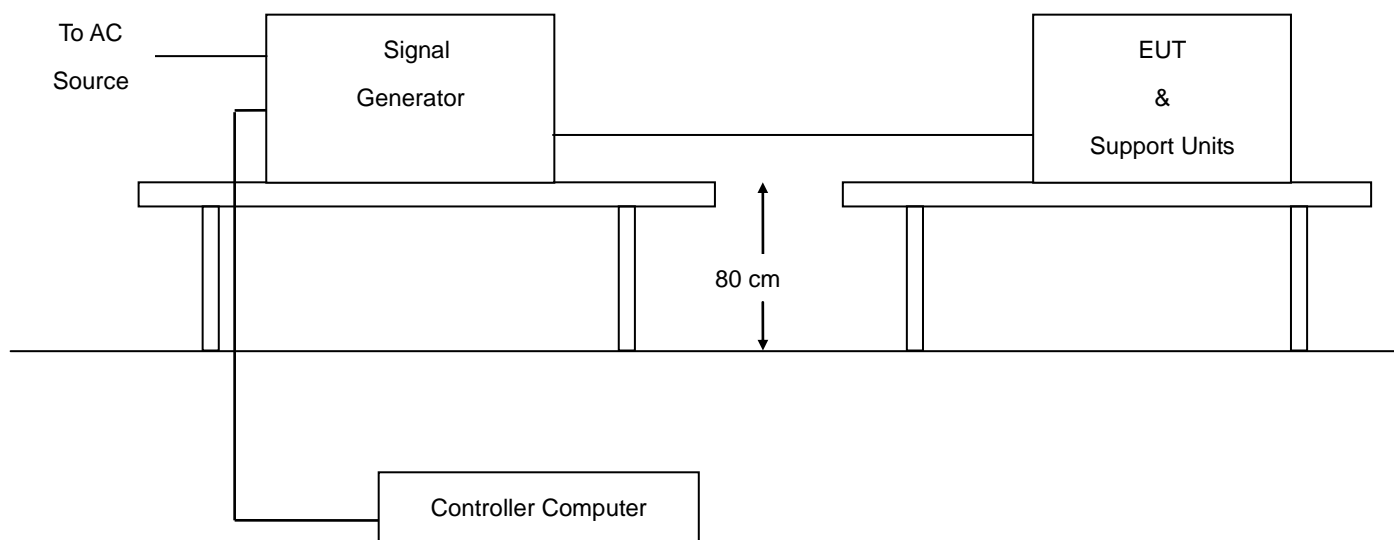 To AC
Source
Signal
Generator
EUT
&
Support Units
80 cm
Controller Computer